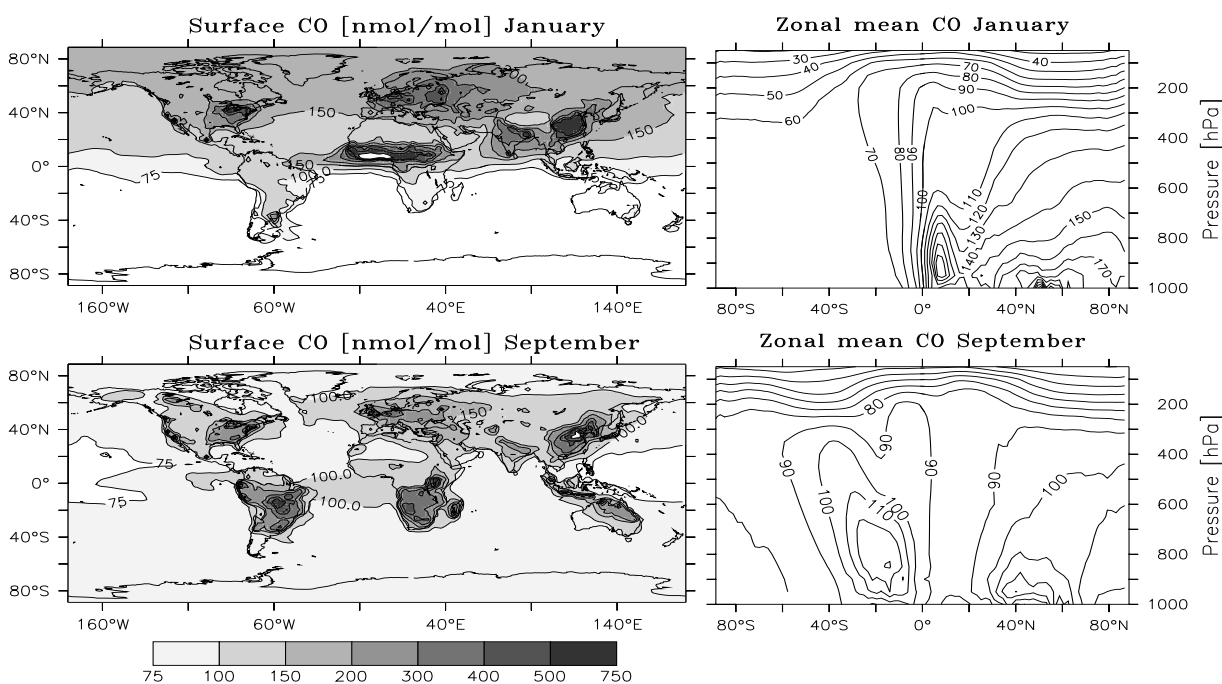 Surface CO [nmol/mol] January
80°N
40°N
0°
40°S
80°S
160°W
60°W
40°E
140°E
150
150
150
100.0
75
75
Zonal mean CO January
30
40
40
50
60
70
70
80
80
90
90
100
100
110
120
130
140
150
170
200
400
600
800
1000
Pressure [hPa]
80°S
40°S
0°
40°N
80°N
Surface CO [nmol/mol] September
80°N
40°N
0°
40°S
80°S
160°W
60°W
40°E
140°E
100.0
150
100.0
75
75
100.0
100.0
Zonal mean CO September
80
90
90
90
90
100
100
100
110
200
400
600
800
1000
Pressure [hPa]
80°S
40°S
0°
40°N
80°N
75 100 150 200 300 400 500 750